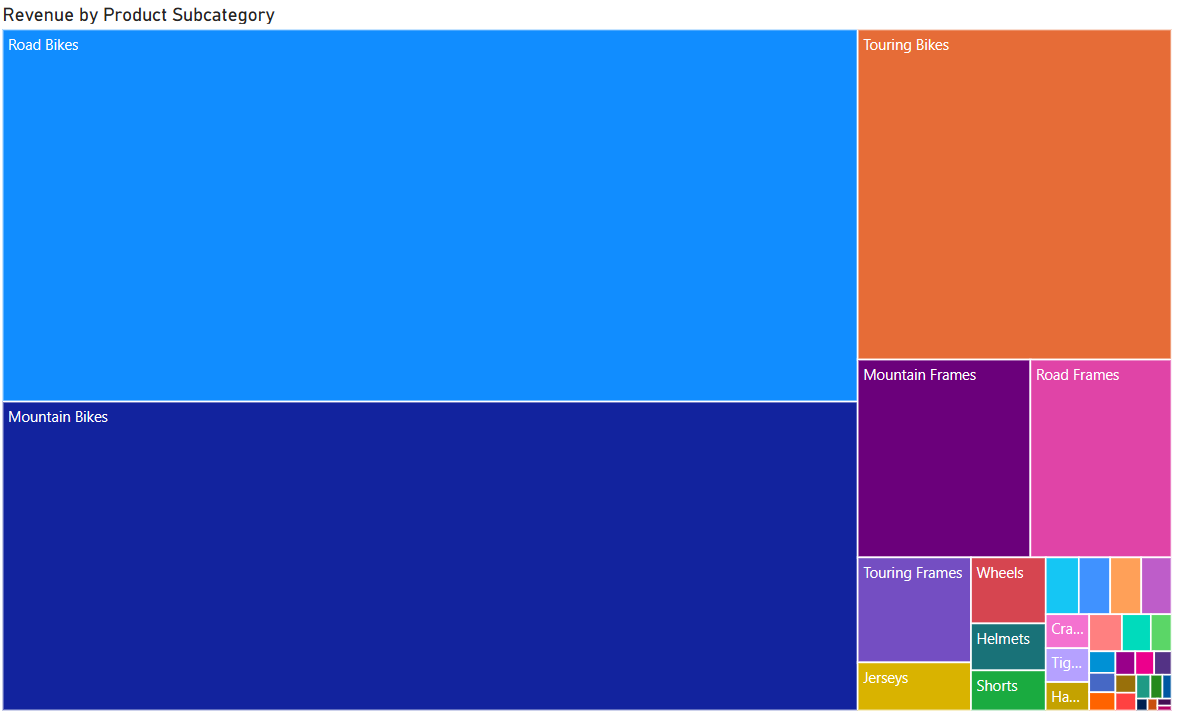 Revenue by Product Subcategory
Road Bikes
Touring Bikes
Mountain Bikes
Mountain Frames
Road Frames
Touring Frames
Wheels
Helmets
Shorts
Jerseys
Cra...
Tig...
Ha...